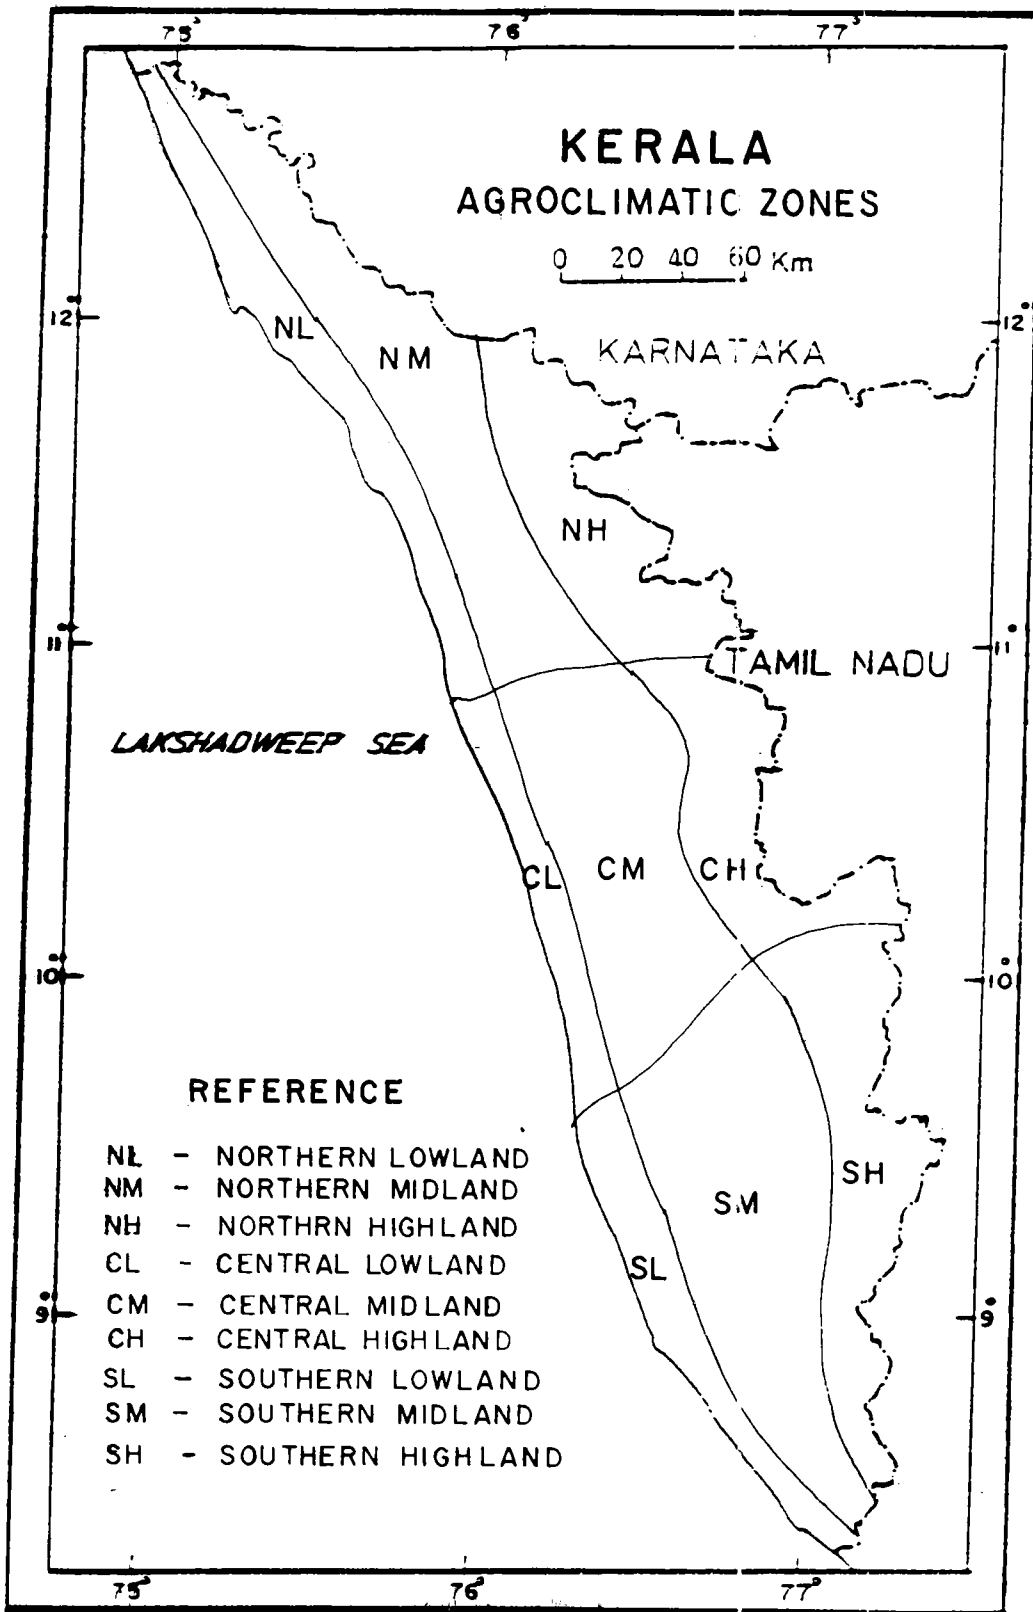 75° 76° 77°
KERALA
AGROCLIMATIC ZONES
0 20 40 60 Km
12° 12°
NL
NM
KARNATAKA
NH
11° 11°
TAMIL NADU
LAKSHADWEEP SEA
CL CM CH
10° 10°
REFERENCE
NL - NORTHERN LOWLAND
NM - NORTHERN MIDLAND
NH - NORTHRN HIGHLAND
CL - CENTRAL LOWLAND
CM - CENTRAL MIDLAND
CH - CENTRAL HIGHLAND
SL - SOUTHERN LOWLAND
SM - SOUTHERN MIDLAND
SH - SOUTHERN HIGHLAND
SH
SM
SL
9° 9°
75° 76° 77°